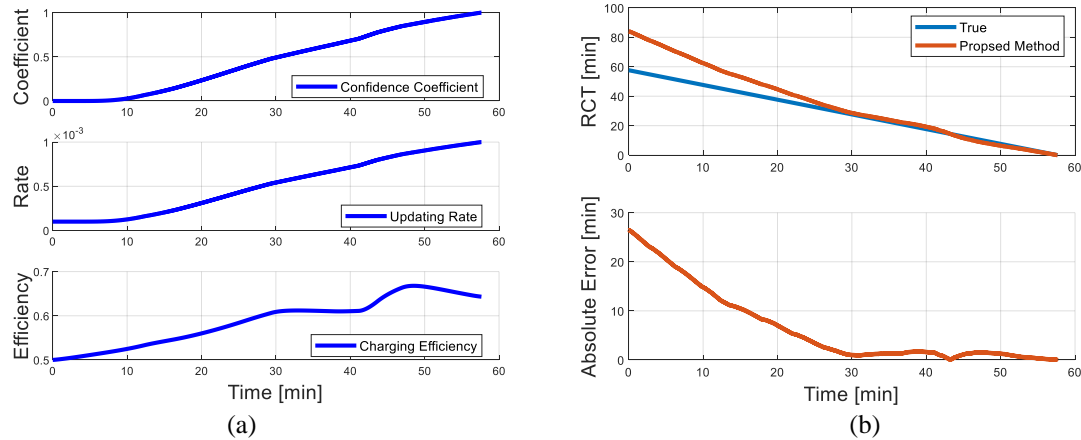 Coefficient
1
0.5
0
Confidence Coefficient
0 10 20 30 40 50 60
× 10 -3
Rate
1
0.5
0
Updating Rate
0 10 20 30 40 50 60
Efficiency
0.7
0.6
0.5
Charging Efficiency
0 10 20 30 40 50 60
Time [min]
(a)
RCT [min]
100
80
60
40
20
0
True
Propsed Method
0 10 20 30 40 50 60
Absolute Error [min]
30
20
10
0
0 10 20 30 40 50 60
Time [min]
(b)